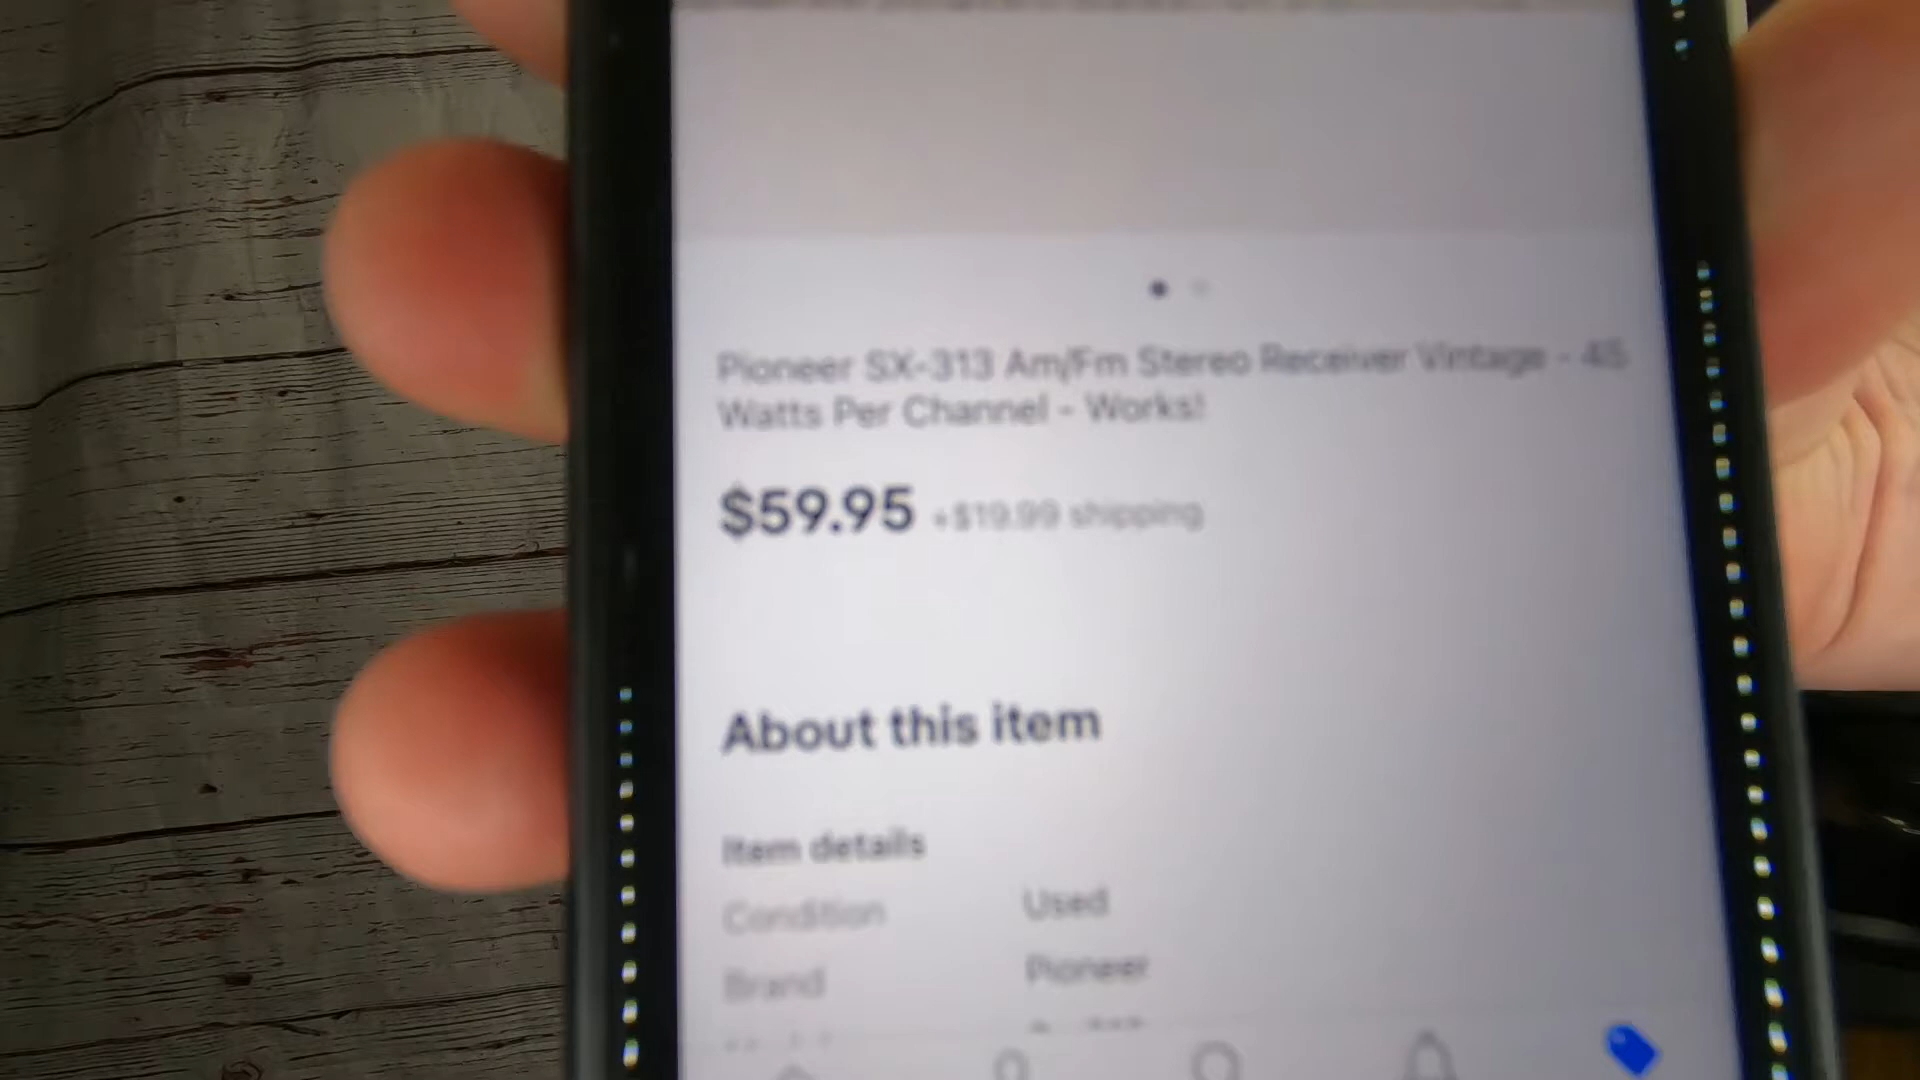 Pioneer SX-313 Am/Fm Stereo Receiver Vintage - 45
Watts Per Channel - Works!
$59.95 +$19.99 shipping
About this item
Item details
Condition Used
Brand Pioneer